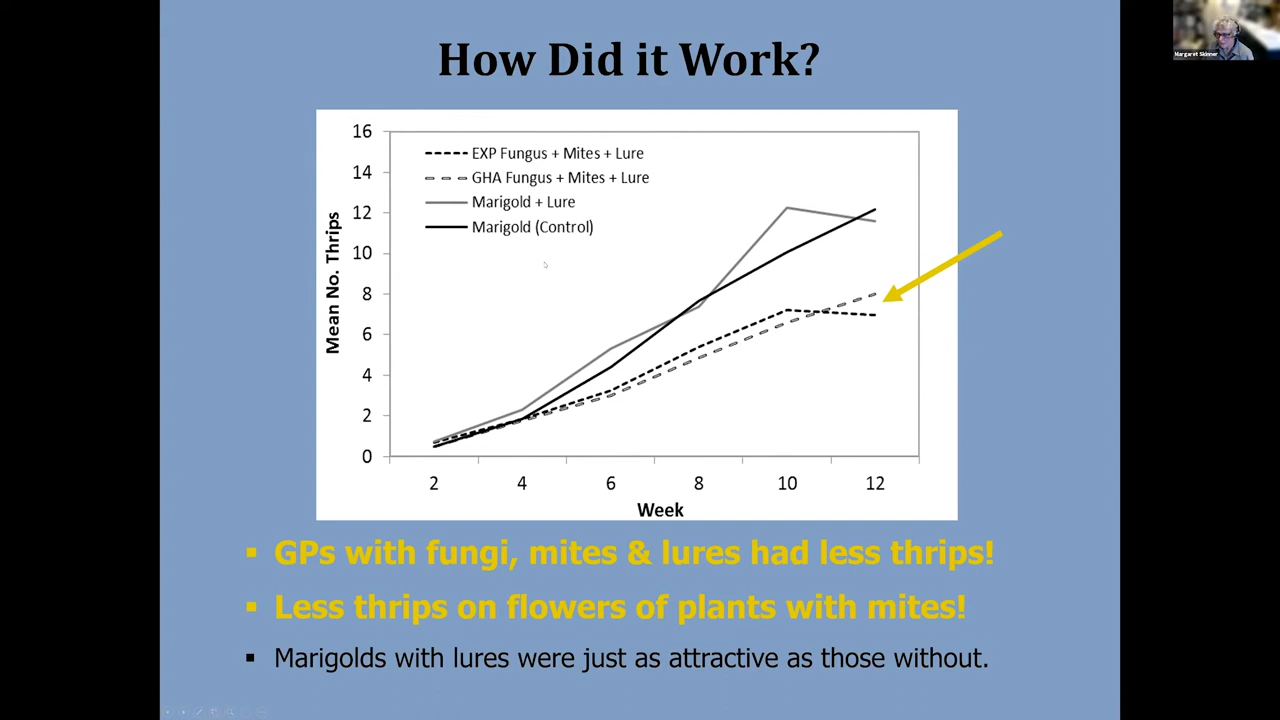 How Did it Work?
Margaret Skinner
16
14
12
10
8
6
4
2
0
Mean No. Thrips
EXP Fungus + Mites + Lure
GHA Fungus + Mites + Lure
Marigold + Lure
Marigold (Control)
2 4 6 8 10 12
Week
GPs with fungi, mites & lures had less thrips!
Less thrips on flowers of plants with mites!
Marigolds with lures were just as attractive as those without.